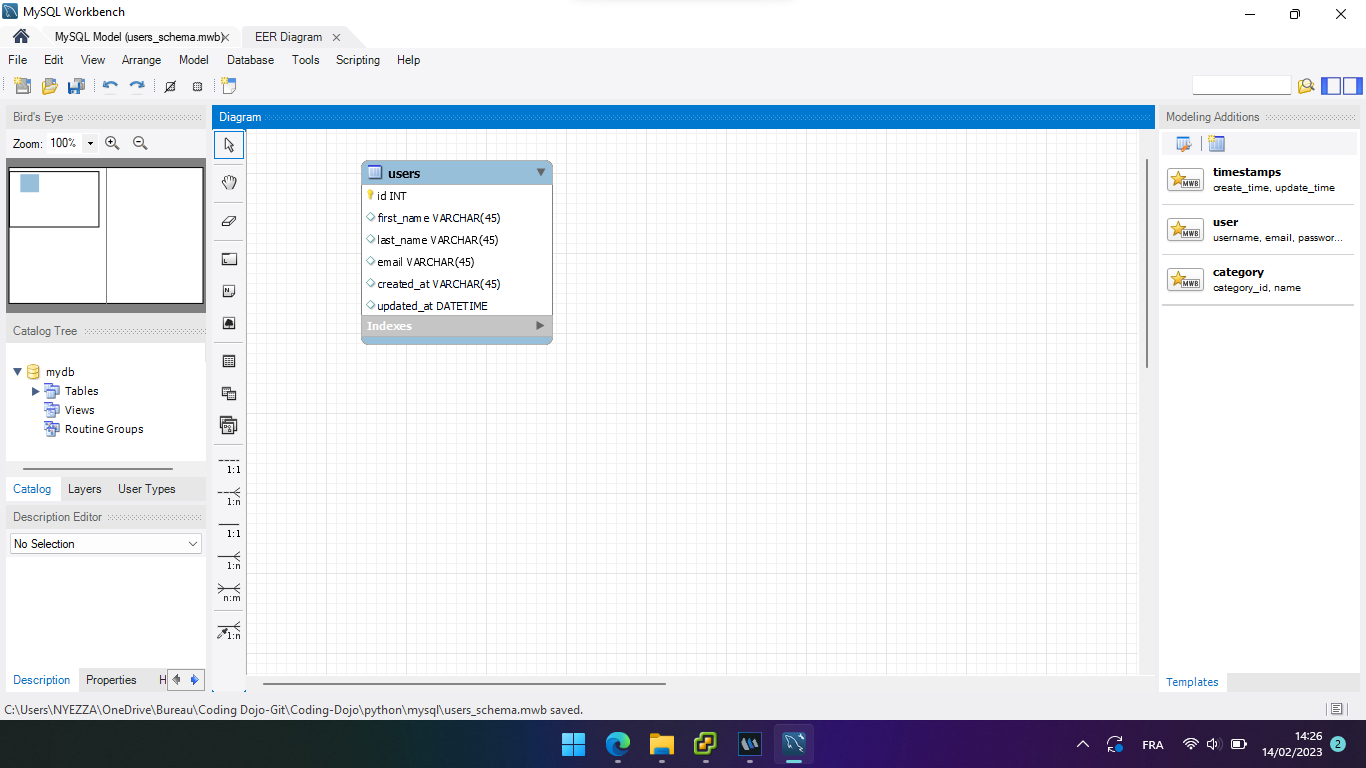 MySQL Workbench
MySQL Model (users_schema.mwb)
EER Diagram
File Edit View Arrange Model Database Tools Scripting Help
Bird's Eye
Zoom: 100%
Catalog Tree
mydb
Tables
Views
Routine Groups
Catalog Layers User Types
Description Editor
No Selection
Description Properties H
Diagram
1:1
1:n
1:1
1:n
n:m
1:n
users
id INT
first_name VARCHAR(45)
last_name VARCHAR(45)
email VARCHAR(45)
created_at VARCHAR(45)
updated_at DATETIME
Indexes
Modeling Additions
MWB
timestamps
create_time, update_time
MWB
user
username, email, passwor...
MWB
category
category_id, name
Templates
C:\Users\NYEZZA\OneDrive\Bureau\Coding Dojo-Git\Coding-Dojo\python\mysql\users_schema.mwb saved.
FRA
14:26
14/02/2023
2